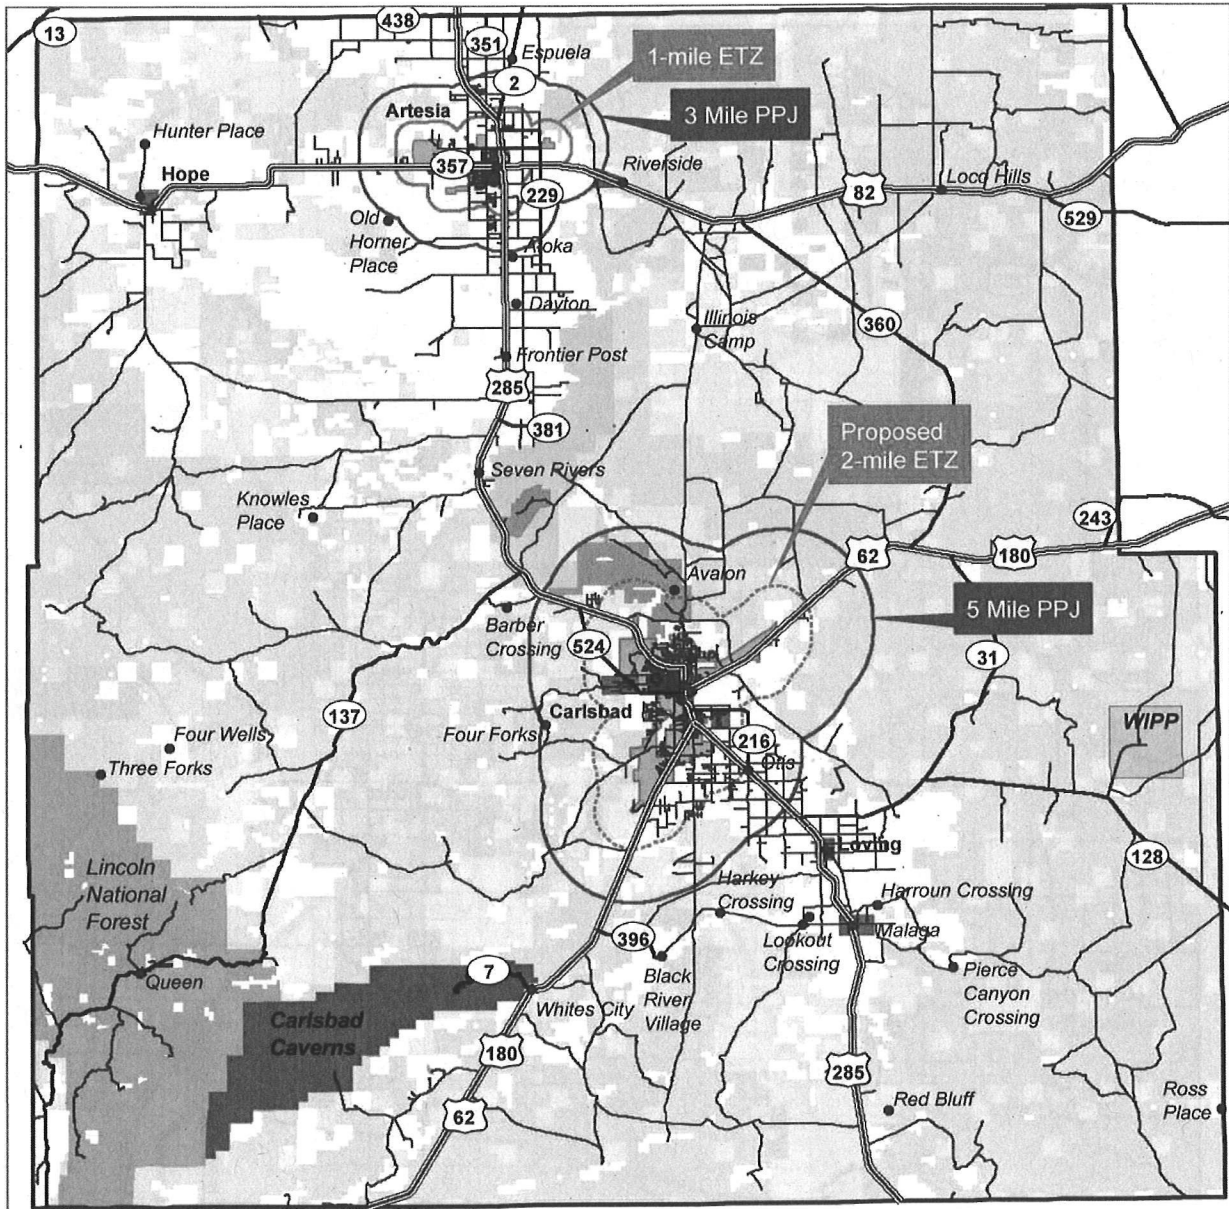 13
438
351
Espuela
1-mile ETZ
2
3 Mile PPJ
Artesia
Hunter Place
Hope
357
Riverside
229
82
Loco Hills
529
Old
Horner
Place
Atoka
Dayton
Illinois
Camp
360
Frontier Post
285
381
Proposed
2-mile ETZ
Seven Rivers
Knowles
Place
243
62
180
Avalon
5 Mile PPJ
Barber
Crossing
524
31
137
Carlsbad
Four Forks
WIPP
Four Wells
216
Otis
Three Forks
Loving
128
Lincoln
National
Forest
Harkey
Crossing
Harroun Crossing
396
Lookout
Crossing
Malaga
Queen
7
Black
River
Village
Pierce
Canyon
Crossing
Whites City
Carlsbad
Caverns
180
285
62
Red Bluff
Ross
Place